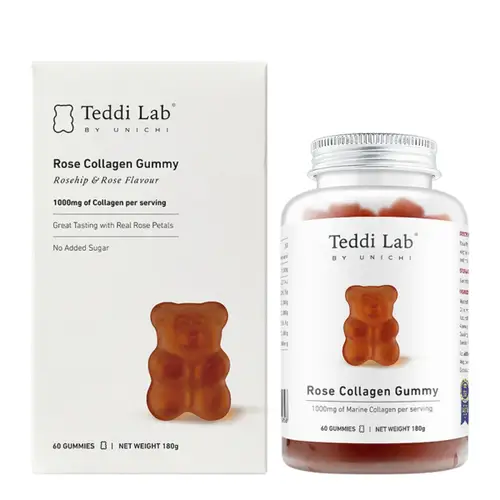 Teddi Lab®
BY UNICHI
Rose Collagen Gummy
Rosehip & Rose Flavour
1000mg of Collagen per serving
Great Tasting with Real Rose Petals
No Added Sugar
60 GUMMIES | NET WEIGHT 180g
Teddi Lab®
BY UNICHI
Rose Collagen Gummy
1000mg of Marine Collagen per serving
60 GUMMIES | NET WEIGHT 180g